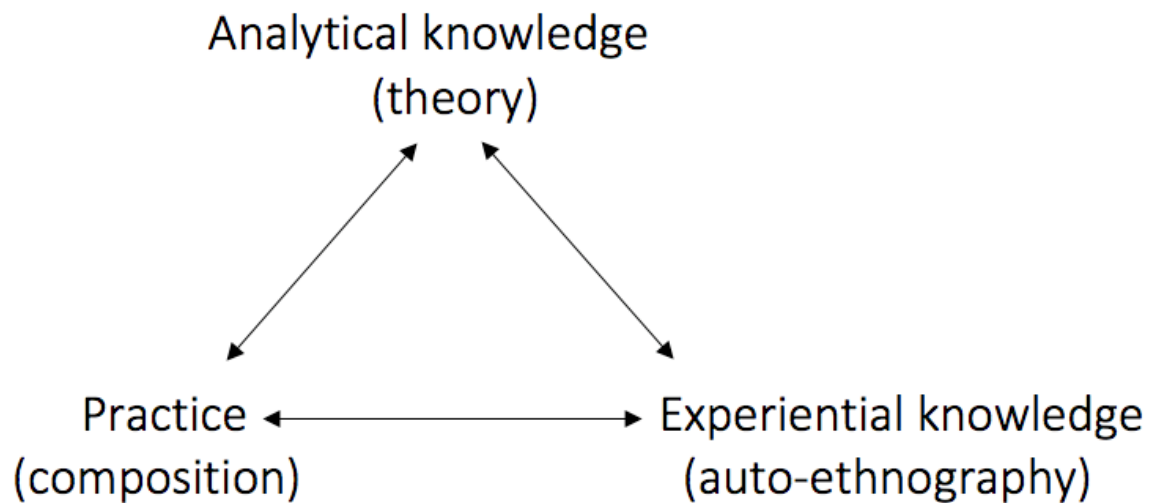 Analytical knowledge
(theory)
Practice
(composition)
Experiential knowledge
(auto-ethnography)